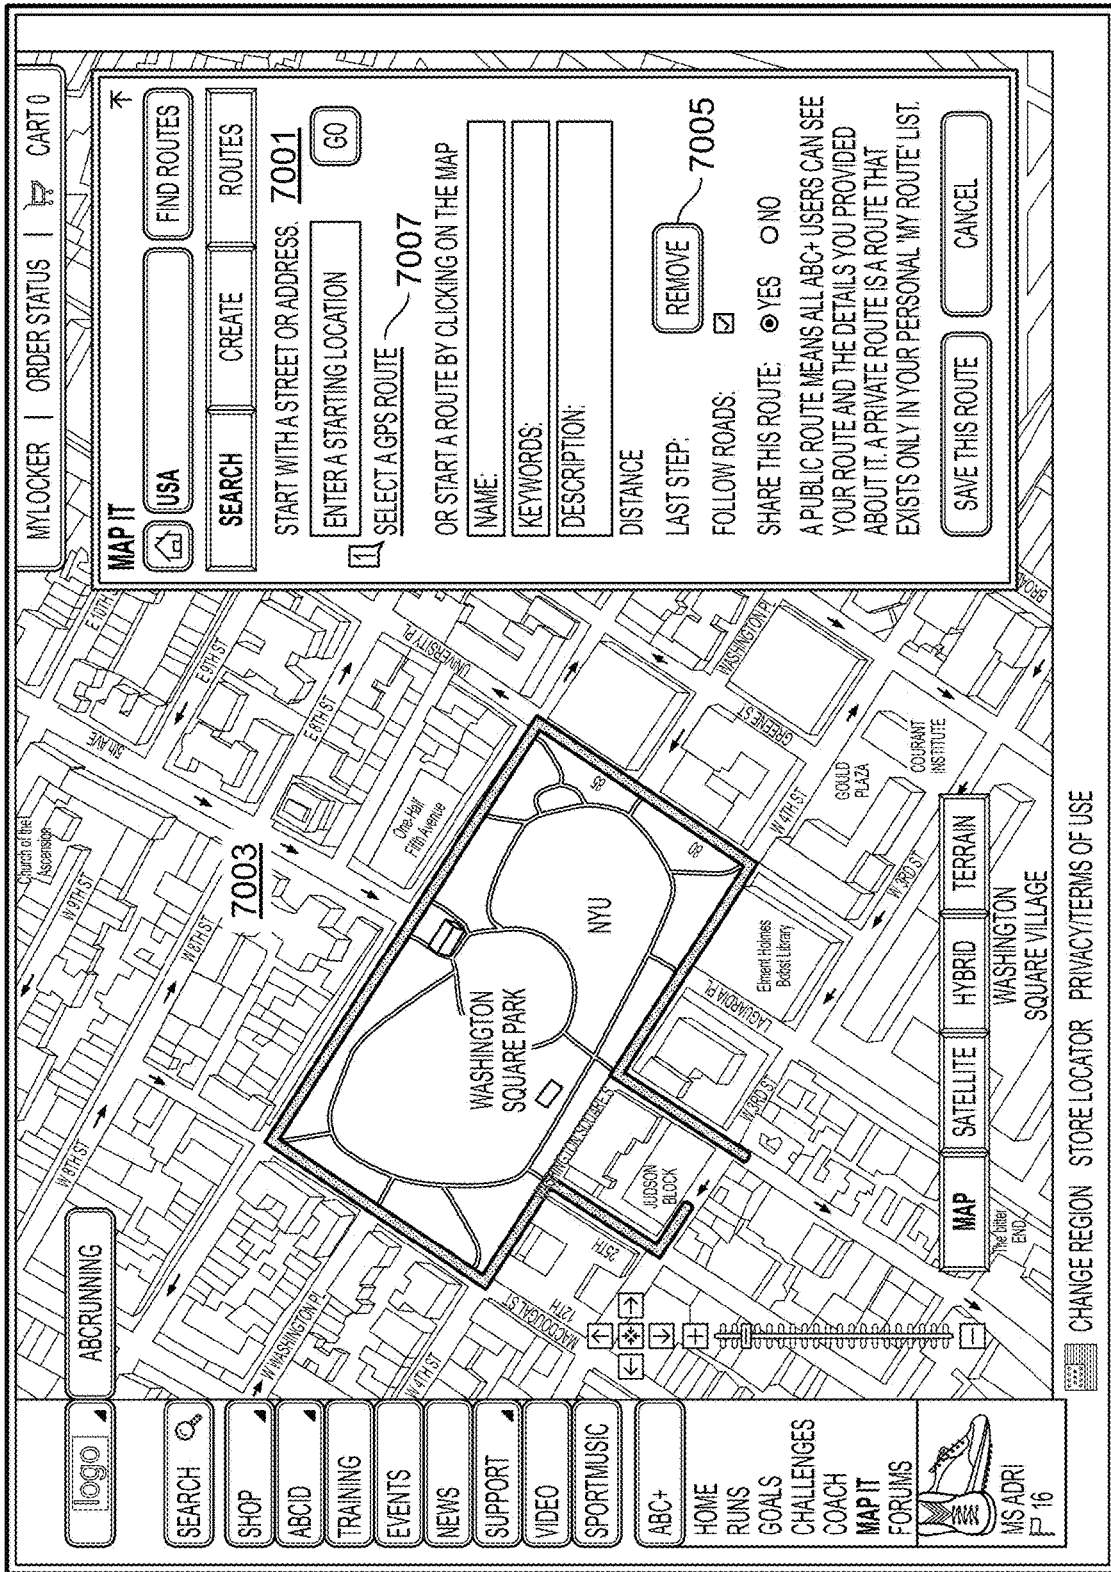 logo
ABCRUNNING
MYLOCKER | ORDER STATUS | CART 0
SEARCH
SHOP
ABCID
TRAINING
EVENTS
NEWS
SUPPORT
VIDEO
SPORTMUSIC
ABC+
HOME
RUNS
GOALS
CHALLENGES
COACH
MAP IT
FORUMS
MS ADRI
16
Church of the
Ascension
W 9TH ST
W 8TH ST
W 8TH ST
W WASHINGTON PL
W 4TH ST
MACDOUGAL ST
12TH
25TH
5th AVE
E 10TH ST
E 9TH ST
E 8TH ST
UNIVERSITY PL
One-Half
Fifth Avenue
7003
WASHINGTON
SQUARE PARK
NYU
80
80
WASHINGTON SQUARE S
JUDSON
BLOCK
W 3RD ST
LAGUARDIA PL
Elment Holmes
Bobst Library
W 4TH ST
GREENE ST
WASHINGTON PL
GOULD
PLAZA
COURANT
INSTITUTE
W 3RD ST
The Bitter
END
MAP
SATELLITE
HYBRID
TERRAIN
WASHINGTON
SQUARE VILLAGE
MAP IT
USA
FIND ROUTES
SEARCH
CREATE
ROUTES
START WITH A STREET OR ADDRESS.
7001
ENTER A STARTING LOCATION
GO
1
SELECT A GPS ROUTE
7007
OR START A ROUTE BY CLICKING ON THE MAP
NAME:
KEYWORDS:
DESCRIPTION:
DISTANCE
LAST STEP:
REMOVE
7005
FOLLOW ROADS:
SHARE THIS ROUTE: YES NO
A PUBLIC ROUTE MEANS ALL ABC+ USERS CAN SEE
YOUR ROUTE AND THE DETAILS YOU PROVIDED
ABOUT IT. A PRIVATE ROUTE IS A ROUTE THAT
EXISTS ONLY IN YOUR PERSONAL 'MY ROUTE' LIST.
SAVE THIS ROUTE
CANCEL
CHANGE REGION STORE LOCATOR PRIVACY/TERMS OF USE